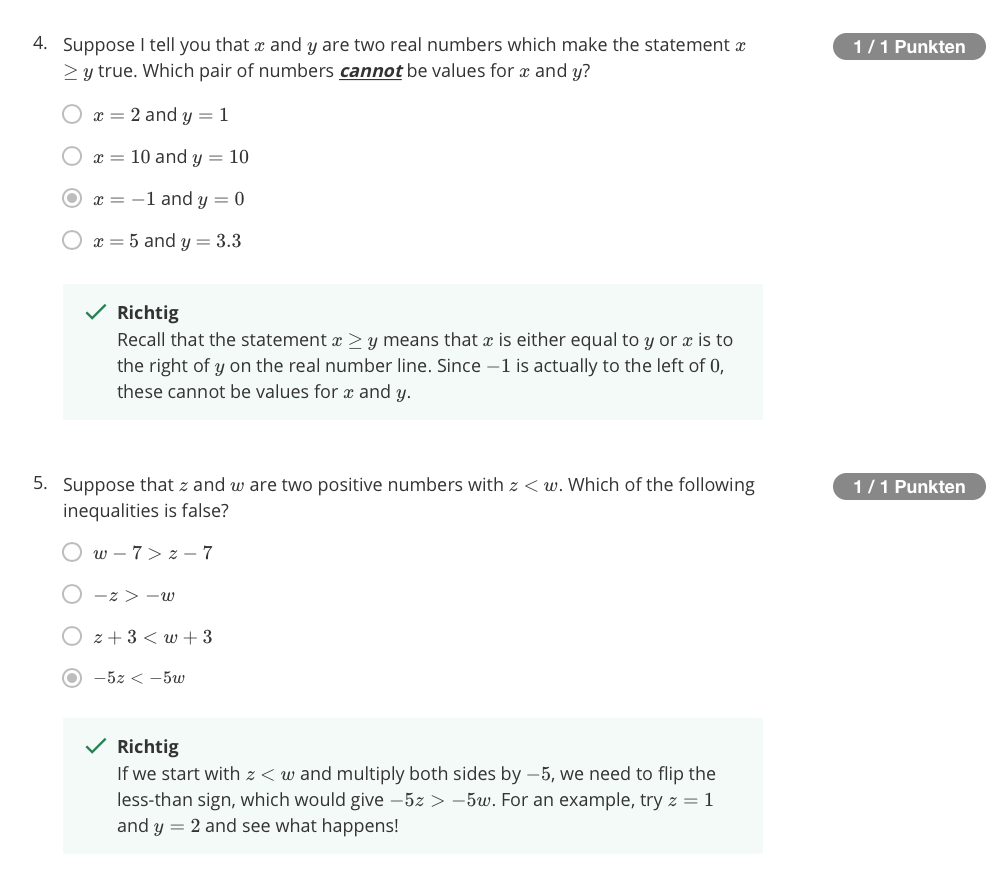 4. Suppose I tell you that x and y are two real numbers which make the statement x
≥ y true. Which pair of numbers cannot be values for x and y?
1 / 1 Punkten
x = 2 and y = 1
x = 10 and y = 10
x = −1 and y = 0
x = 5 and y = 3.3
Richtig
Recall that the statement x ≥ y means that x is either equal to y or x is to
the right of y on the real number line. Since −1 is actually to the left of 0,
these cannot be values for x and y.
5. Suppose that z and w are two positive numbers with z < w. Which of the following
inequalities is false?
1 / 1 Punkten
w − 7 > z − 7
−z > −w
z + 3 < w + 3
−5z < −5w
Richtig
If we start with z < w and multiply both sides by −5, we need to flip the
less-than sign, which would give −5z > −5w. For an example, try z = 1
and y = 2 and see what happens!